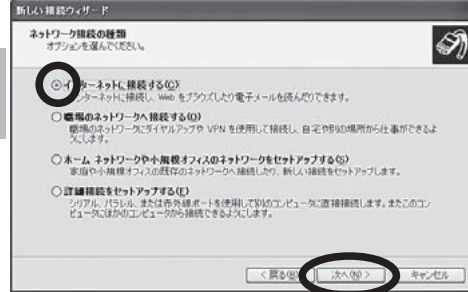 新しい接続ウィザード
ネットワーク接続の種類
オプションを選んでください。
インターネットに接続する(C)
インターネットに接続し、Web をブラウズしたり電子メールを読んだりできます。
職場のネットワークへ接続する(O)
職場のネットワークにダイヤルアップや VPN を使用して接続し、自宅や別の場所から仕事ができるよ
うにします。
ホーム ネットワークや小規模オフィスのネットワークをセットアップする(S)
家庭や小規模オフィスの既存のネットワークへ接続したり、新しい接続をセットアップします。
詳細接続をセットアップする(E)
シリアル、パラレル、または赤外線ポートを使用して別のコンピュータに直接接続します。またこのコン
ピュータにほかのコンピュータから接続できるようにします。
< 戻る(B) 次へ(N) > キャンセル